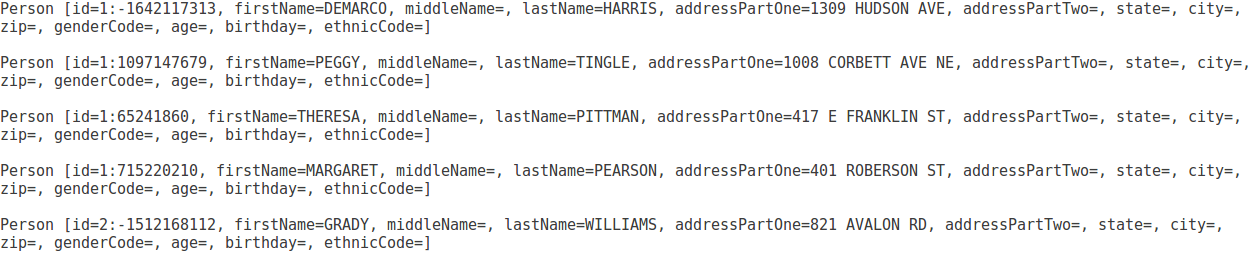 Person [id=1:-1642117313, firstName=DEMARCO, middleName=, lastName=HARRIS, addressPartOne=1309 HUDSON AVE, addressPartTwo=, state=, city=,
zip=, genderCode=, age=, birthday=, ethnicCode=]
Person [id=1:1097147679, firstName=PEGGY, middleName=, lastName=TINGLE, addressPartOne=1008 CORBETT AVE NE, addressPartTwo=, state=, city=,
zip=, genderCode=, age=, birthday=, ethnicCode=]
Person [id=1:65241860, firstName=THERESA, middleName=, lastName=PITTMAN, addressPartOne=417 E FRANKLIN ST, addressPartTwo=, state=, city=,
zip=, genderCode=, age=, birthday=, ethnicCode=]
Person [id=1:715220210, firstName=MARGARET, middleName=, lastName=PEARSON, addressPartOne=401 ROBERSON ST, addressPartTwo=, state=, city=,
zip=, genderCode=, age=, birthday=, ethnicCode=]
Person [id=2:-1512168112, firstName=GRADY, middleName=, lastName=WILLIAMS, addressPartOne=821 AVALON RD, addressPartTwo=, state=, city=,
zip=, genderCode=, age=, birthday=, ethnicCode=]